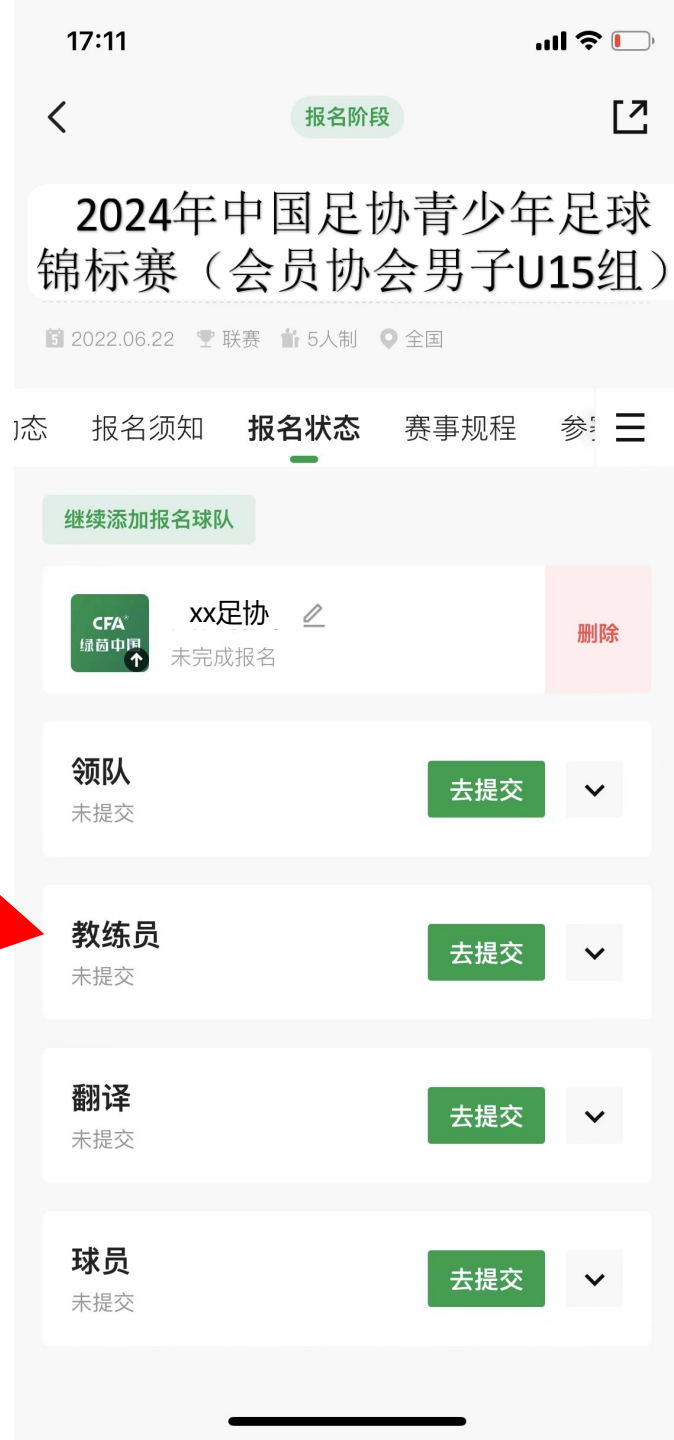 17:11
报名阶段
2024年中国足协青少年足球
锦标赛（会员协会男子U15组）
5 2022.06.22 联赛 5人制 全国
态 报名须知 报名状态 赛事规程 参
继续添加报名球队
CFA
绿茵中国
xx足协
未完成报名
删除
领队
未提交
去提交
教练员
未提交
去提交
翻译
未提交
去提交
球员
未提交
去提交